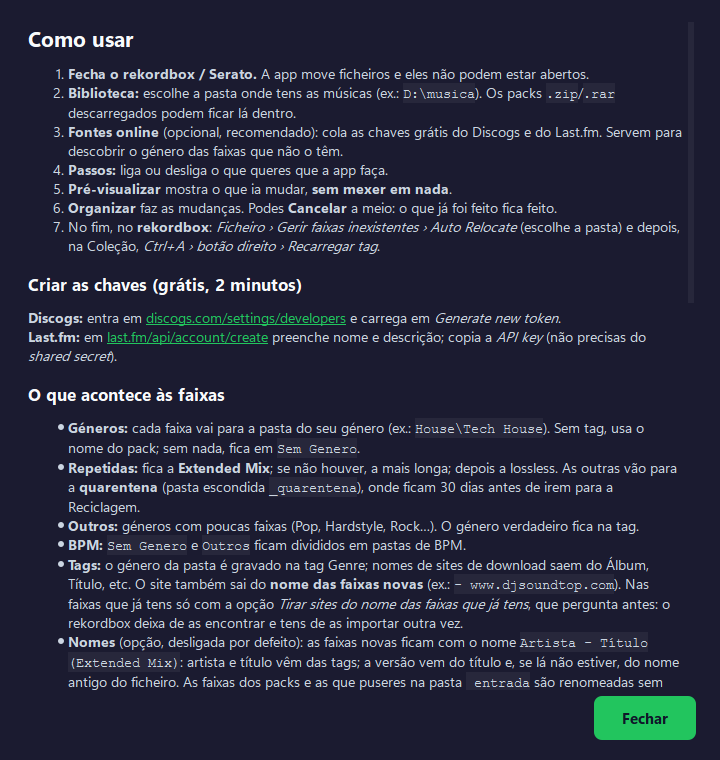 Como usar
1. Fecha o rekordbox / Serato. A app move ficheiros e eles não podem estar abertos.
2. Biblioteca: escolhe a pasta onde tens as músicas (ex.: D:\musica). Os packs .zip/.rar
descarregados podem ficar lá dentro.
3. Fontes online (opcional, recomendado): cola as chaves grátis do Discogs e do Last.fm. Servem para
descobrir o género das faixas que não o têm.
4. Passos: liga ou desliga o que queres que a app faça.
5. Pré-visualizar mostra o que ia mudar, sem mexer em nada.
6. Organizar faz as mudanças. Podes Cancelar a meio: o que já foi feito fica feito.
7. No fim, no rekordbox: Ficheiro › Gerir faixas inexistentes › Auto Relocate (escolhe a pasta) e depois,
na Coleção, Ctrl+A › botão direito › Recarregar tag.
Criar as chaves (grátis, 2 minutos)
Discogs: entra em discogs.com/settings/developers e carrega em Generate new token.
Last.fm: em last.fm/api/account/create preenche nome e descrição; copia a API key (não precisas do
shared secret).
O que acontece às faixas
• Géneros: cada faixa vai para a pasta do seu género (ex.: House\Tech House). Sem tag, usa o
nome do pack; sem nada, fica em Sem Genero.
• Repetidas: fica a Extended Mix; se não houver, a mais longa; depois a lossless. As outras vão para
a quarentena (pasta escondida _quarentena), onde ficam 30 dias antes de irem para a
Reciclagem.
• Outros: géneros com poucas faixas (Pop, Hardstyle, Rock…). O género verdadeiro fica na tag.
• BPM: Sem Genero e Outros ficam divididos em pastas de BPM.
• Tags: o género da pasta é gravado na tag Genre; nomes de sites de download saem do Álbum,
Título, etc. O site também sai do nome das faixas novas (ex.: - www.djsoundtop.com). Nas
faixas que já tens só com a opção Tirar sites do nome das faixas que já tens, que pergunta antes: o
rekordbox deixa de as encontrar e tens de as importar outra vez.
• Nomes (opção, desligada por defeito): as faixas novas ficam com o nome Artista - Título
(Extended Mix): artista e título vêm das tags; a versão vem do título e, se lá não estiver, do nome
antigo do ficheiro. As faixas dos packs e as que puseres na pasta _entrada são renomeadas sem
Fechar